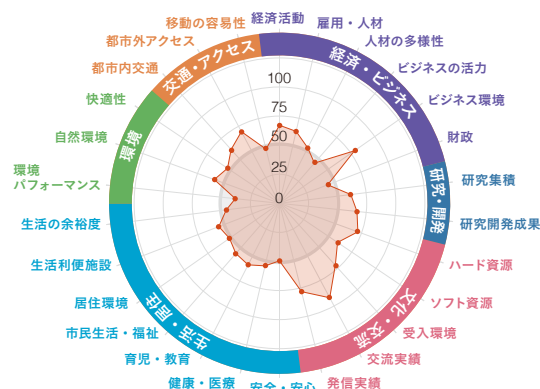 経済活動
雇用・人材
人材の多様性
ビジネスの活力
ビジネス環境
財政
研究集積
研究開発成果
ハード資源
ソフト資源
受入環境
交流実績
発信実績
安全・安心
健康・医療
育児・教育
市民生活・福祉
居住環境
生活利便施設
生活の余裕度
環境
パフォーマンス
自然環境
快適性
都市内交通
都市外アクセス
移動の容易性
経済・ビジネス
研究・開発
文化・交流
生活・居住
環境
交通・アクセス
100
75
50
25
0